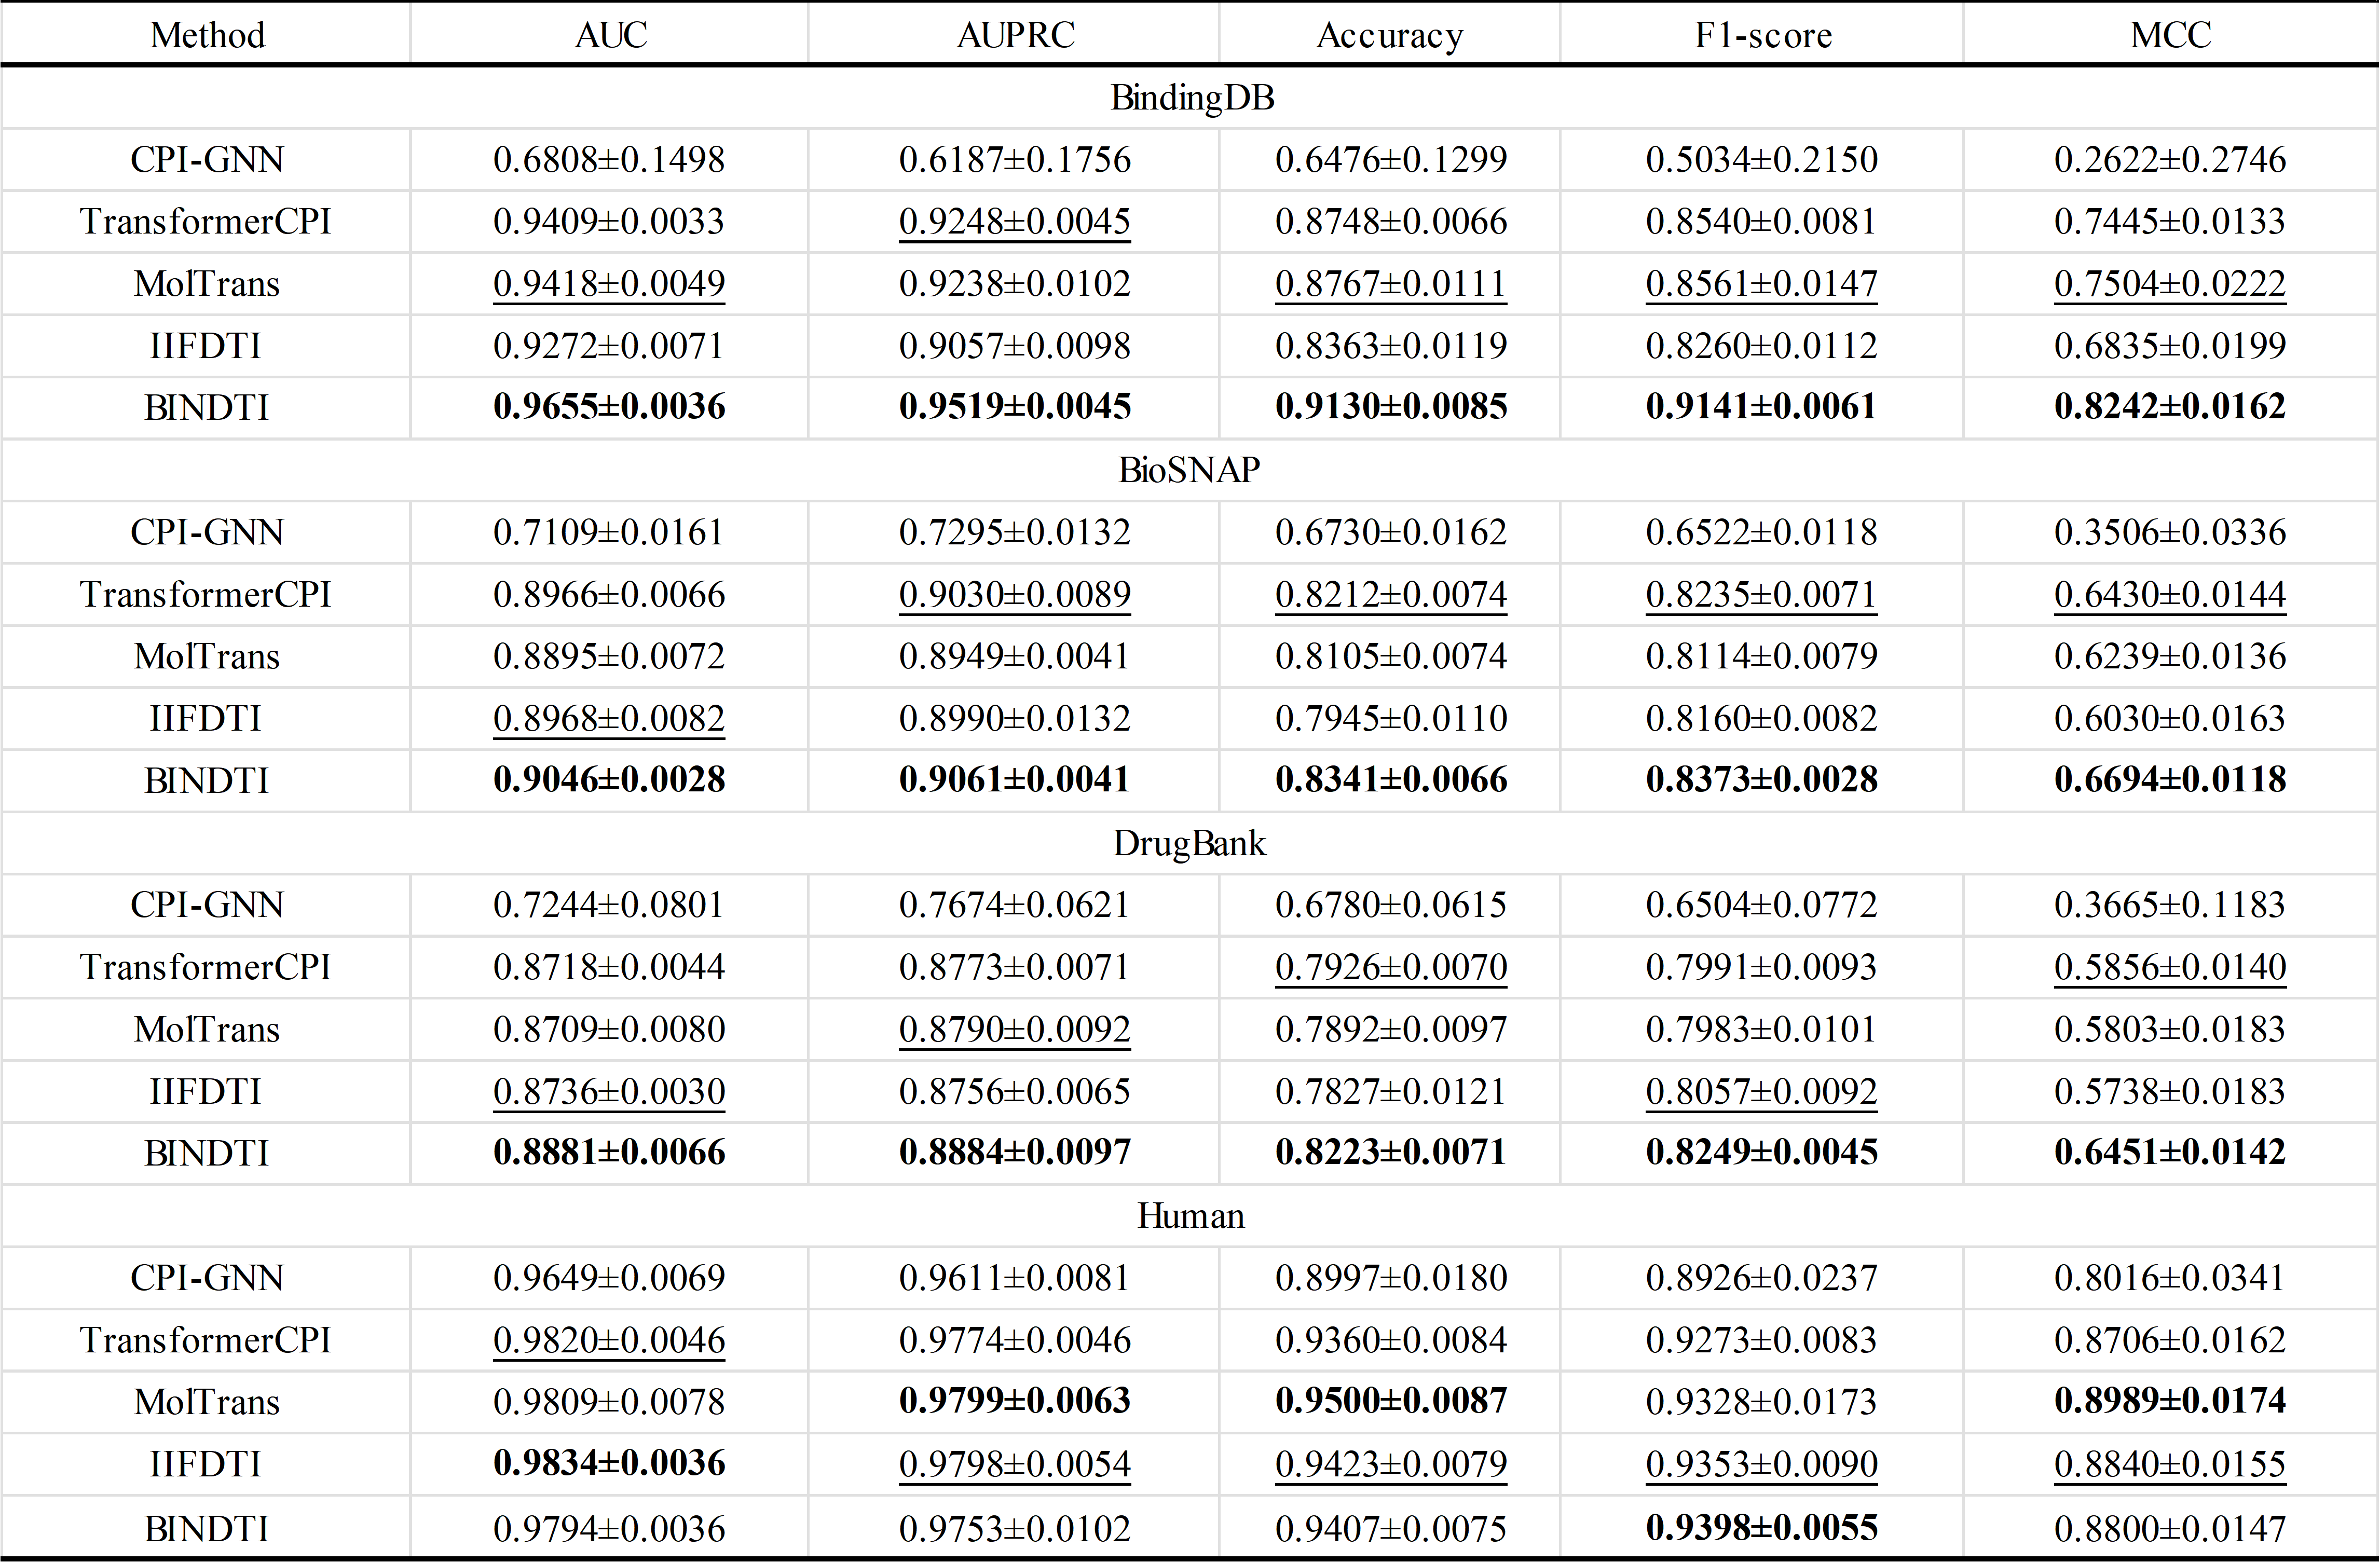 Method AUC AUPRC Accuracy F1-score MCC
BindingDB
CPI-GNN 0.6808±0.1498 0.6187±0.1756 0.6476±0.1299 0.5034±0.2150 0.2622±0.2746
TransformerCPI 0.9409±0.0033 0.9248±0.0045 0.8748±0.0066 0.8540±0.0081 0.7445±0.0133
MolTrans 0.9418±0.0049 0.9238±0.0102 0.8767±0.0111 0.8561±0.0147 0.7504±0.0222
IIFDTI 0.9272±0.0071 0.9057±0.0098 0.8363±0.0119 0.8260±0.0112 0.6835±0.0199
BINDTI 0.9655±0.0036 0.9519±0.0045 0.9130±0.0085 0.9141±0.0061 0.8242±0.0162
BioSNAP
CPI-GNN 0.7109±0.0161 0.7295±0.0132 0.6730±0.0162 0.6522±0.0118 0.3506±0.0336
TransformerCPI 0.8966±0.0066 0.9030±0.0089 0.8212±0.0074 0.8235±0.0071 0.6430±0.0144
MolTrans 0.8895±0.0072 0.8949±0.0041 0.8105±0.0074 0.8114±0.0079 0.6239±0.0136
IIFDTI 0.8968±0.0082 0.8990±0.0132 0.7945±0.0110 0.8160±0.0082 0.6030±0.0163
BINDTI 0.9046±0.0028 0.9061±0.0041 0.8341±0.0066 0.8373±0.0028 0.6694±0.0118
DrugBank
CPI-GNN 0.7244±0.0801 0.7674±0.0621 0.6780±0.0615 0.6504±0.0772 0.3665±0.1183
TransformerCPI 0.8718±0.0044 0.8773±0.0071 0.7926±0.0070 0.7991±0.0093 0.5856±0.0140
MolTrans 0.8709±0.0080 0.8790±0.0092 0.7892±0.0097 0.7983±0.0101 0.5803±0.0183
IIFDTI 0.8736±0.0030 0.8756±0.0065 0.7827±0.0121 0.8057±0.0092 0.5738±0.0183
BINDTI 0.8881±0.0066 0.8884±0.0097 0.8223±0.0071 0.8249±0.0045 0.6451±0.0142
Human
CPI-GNN 0.9649±0.0069 0.9611±0.0081 0.8997±0.0180 0.8926±0.0237 0.8016±0.0341
TransformerCPI 0.9820±0.0046 0.9774±0.0046 0.9360±0.0084 0.9273±0.0083 0.8706±0.0162
MolTrans 0.9809±0.0078 0.9799±0.0063 0.9500±0.0087 0.9328±0.0173 0.8989±0.0174
IIFDTI 0.9834±0.0036 0.9798±0.0054 0.9423±0.0079 0.9353±0.0090 0.8840±0.0155
BINDTI 0.9794±0.0036 0.9753±0.0102 0.9407±0.0075 0.9398±0.0055 0.8800±0.0147